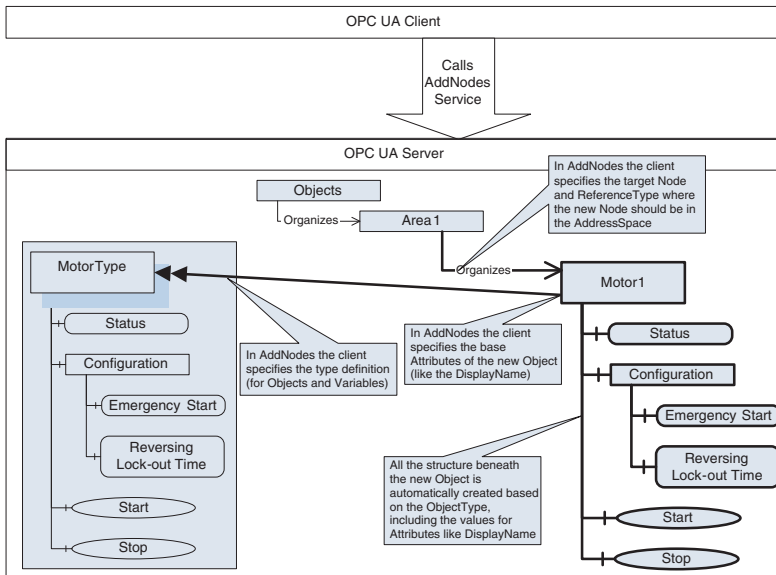 OPC UA Client
Calls
AddNodes
Service
OPC UA Server
Objects
Organizes
Area1
In AddNodes the client
specifies the target Node
and ReferenceType where
the new Node should be in
the AddressSpace
Organizes
MotorType
Status
Configuration
Emergency Start
Reversing
Lock-out Time
Start
Stop
In AddNodes the client
specifies the type definition
(for Objects and Variables)
In AddNodes the client
specifies the base
Attributes of the new Object
(like the DisplayName)
Motor1
Status
Configuration
Emergency Start
Reversing
Lock-out Time
Start
Stop
All the structure beneath
the new Object is
automatically created based
on the ObjectType,
including the values for
Attributes like DisplayName